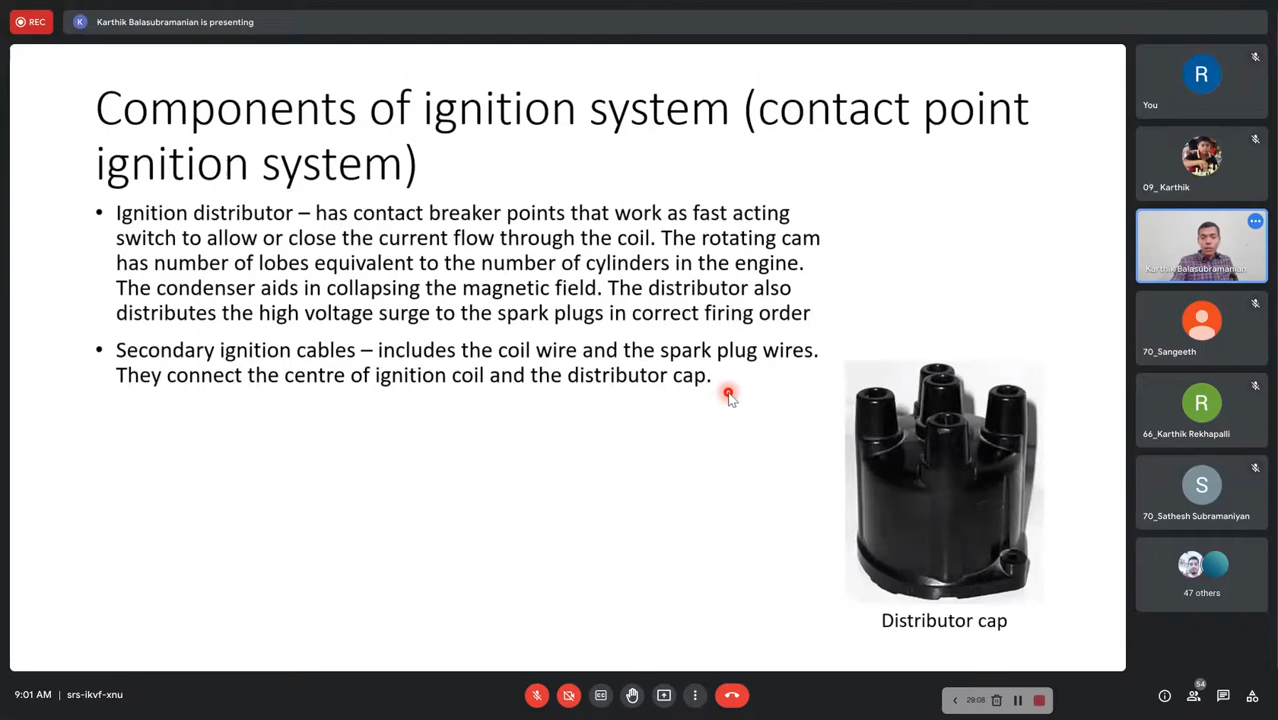 REC
K
Karthik Balasubramanian is presenting
Components of ignition system (contact point
ignition system)
• Ignition distributor – has contact breaker points that work as fast acting
switch to allow or close the current flow through the coil. The rotating cam
has number of lobes equivalent to the number of cylinders in the engine.
The condenser aids in collapsing the magnetic field. The distributor also
distributes the high voltage surge to the spark plugs in correct firing order
• Secondary ignition cables – includes the coil wire and the spark plug wires.
They connect the centre of ignition coil and the distributor cap.
Distributor cap
R
You
09_ Karthik
Karthik Balasubramanian
70_Sangeeth
R
66_Karthik Rekhapalli
S
70_Sathesh Subramaniyan
47 others
9:01 AM | srs-ikvf-xnu
29:08
54